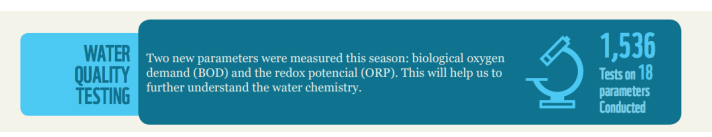 WATER
QUALITY
TESTING
Two new parameters were measured this season: biological oxygen
demand (BOD) and the redox potencial (ORP). This will help us to
further understand the water chemistry.
1,536
Tests on 18
parameters
Conducted